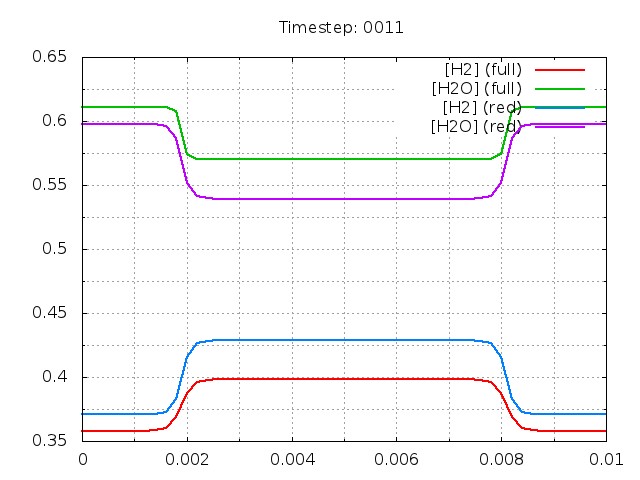 Timestep: 0011
0.65
0.6
0.55
0.5
0.45
0.4
0.35
[H2] (full)
[H2O] (full)
[H2] (red)
[H2O] (red)
0
0.002
0.004
0.006
0.008
0.01